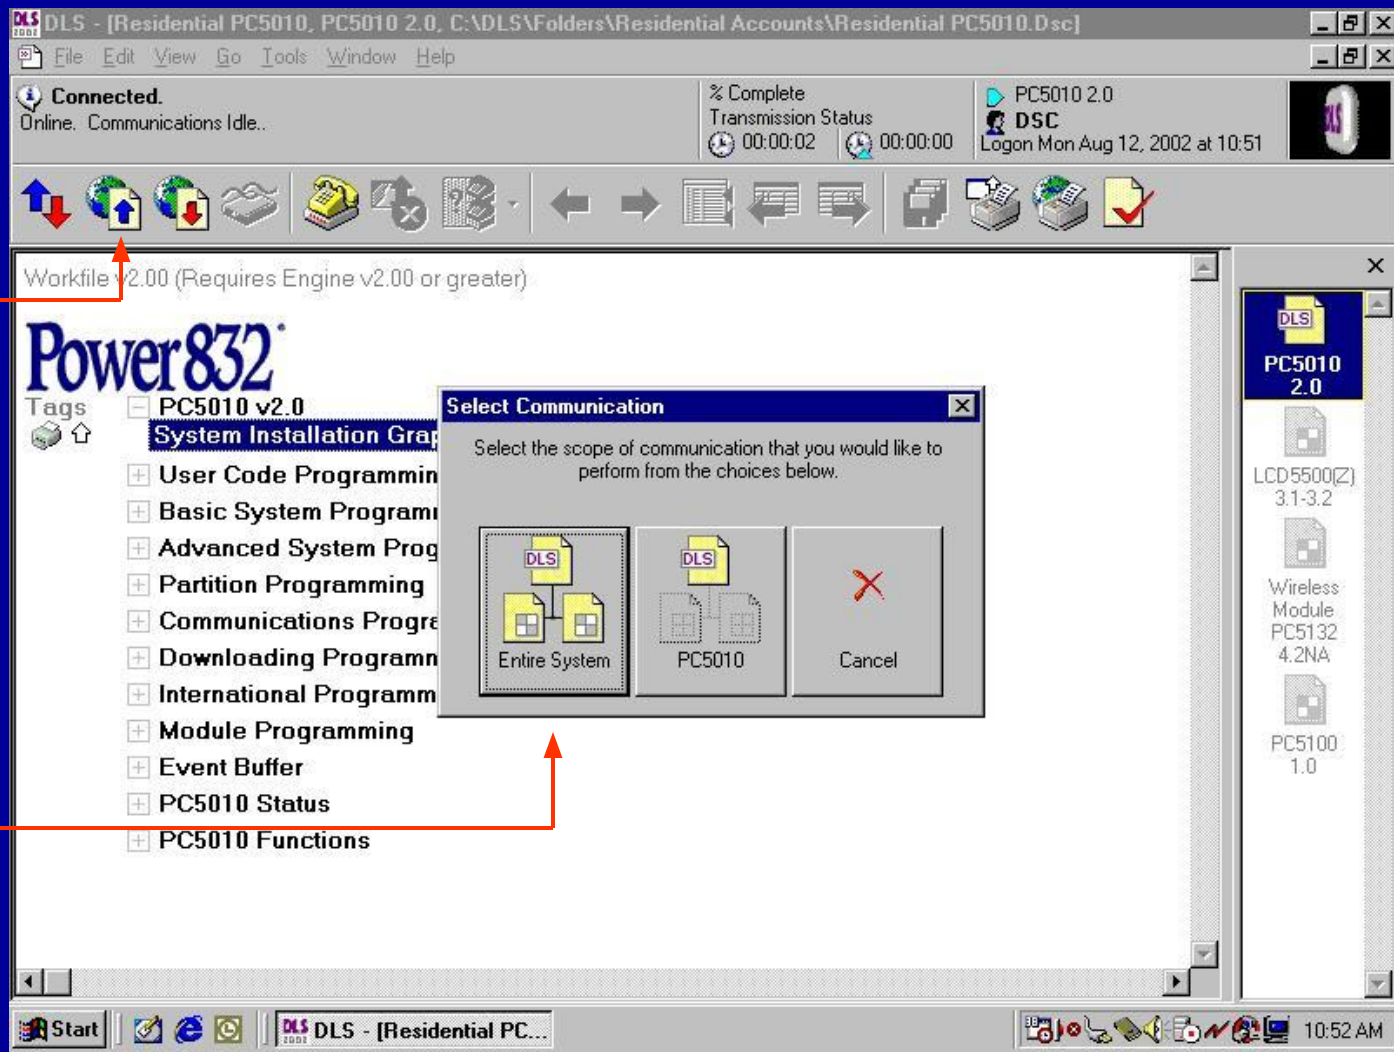 DLS - [Residential PC5010, PC5010 2.0, C:\DLS\Folders\Residential Accounts\Residential PC5010.Dsc]
File Edit View Go Tools Window Help
Connected.
Online. Communications Idle..
% Complete
Transmission Status
00:00:02 00:00:00
PC5010 2.0
DSC
Logon Mon Aug 12, 2002 at 10:51
DLS
Workfile v2.00 (Requires Engine v2.00 or greater)
Power832
Tags
PC5010 v2.0
System Installation Grap
User Code Programmin
Basic System Program
Advanced System Prog
Partition Programming
Communications Progra
Downloading Programm
International Programm
Module Programming
Event Buffer
PC5010 Status
PC5010 Functions
Select Communication
Select the scope of communication that you would like to
perform from the choices below.
DLS
Entire System
DLS
PC5010
Cancel
DLS
PC5010
2.0
LCD5500(Z)
3.1-3.2
Wireless
Module
PC5132
4.2NA
PC5100
1.0
Start
DLS - [Residential PC...
10:52 AM